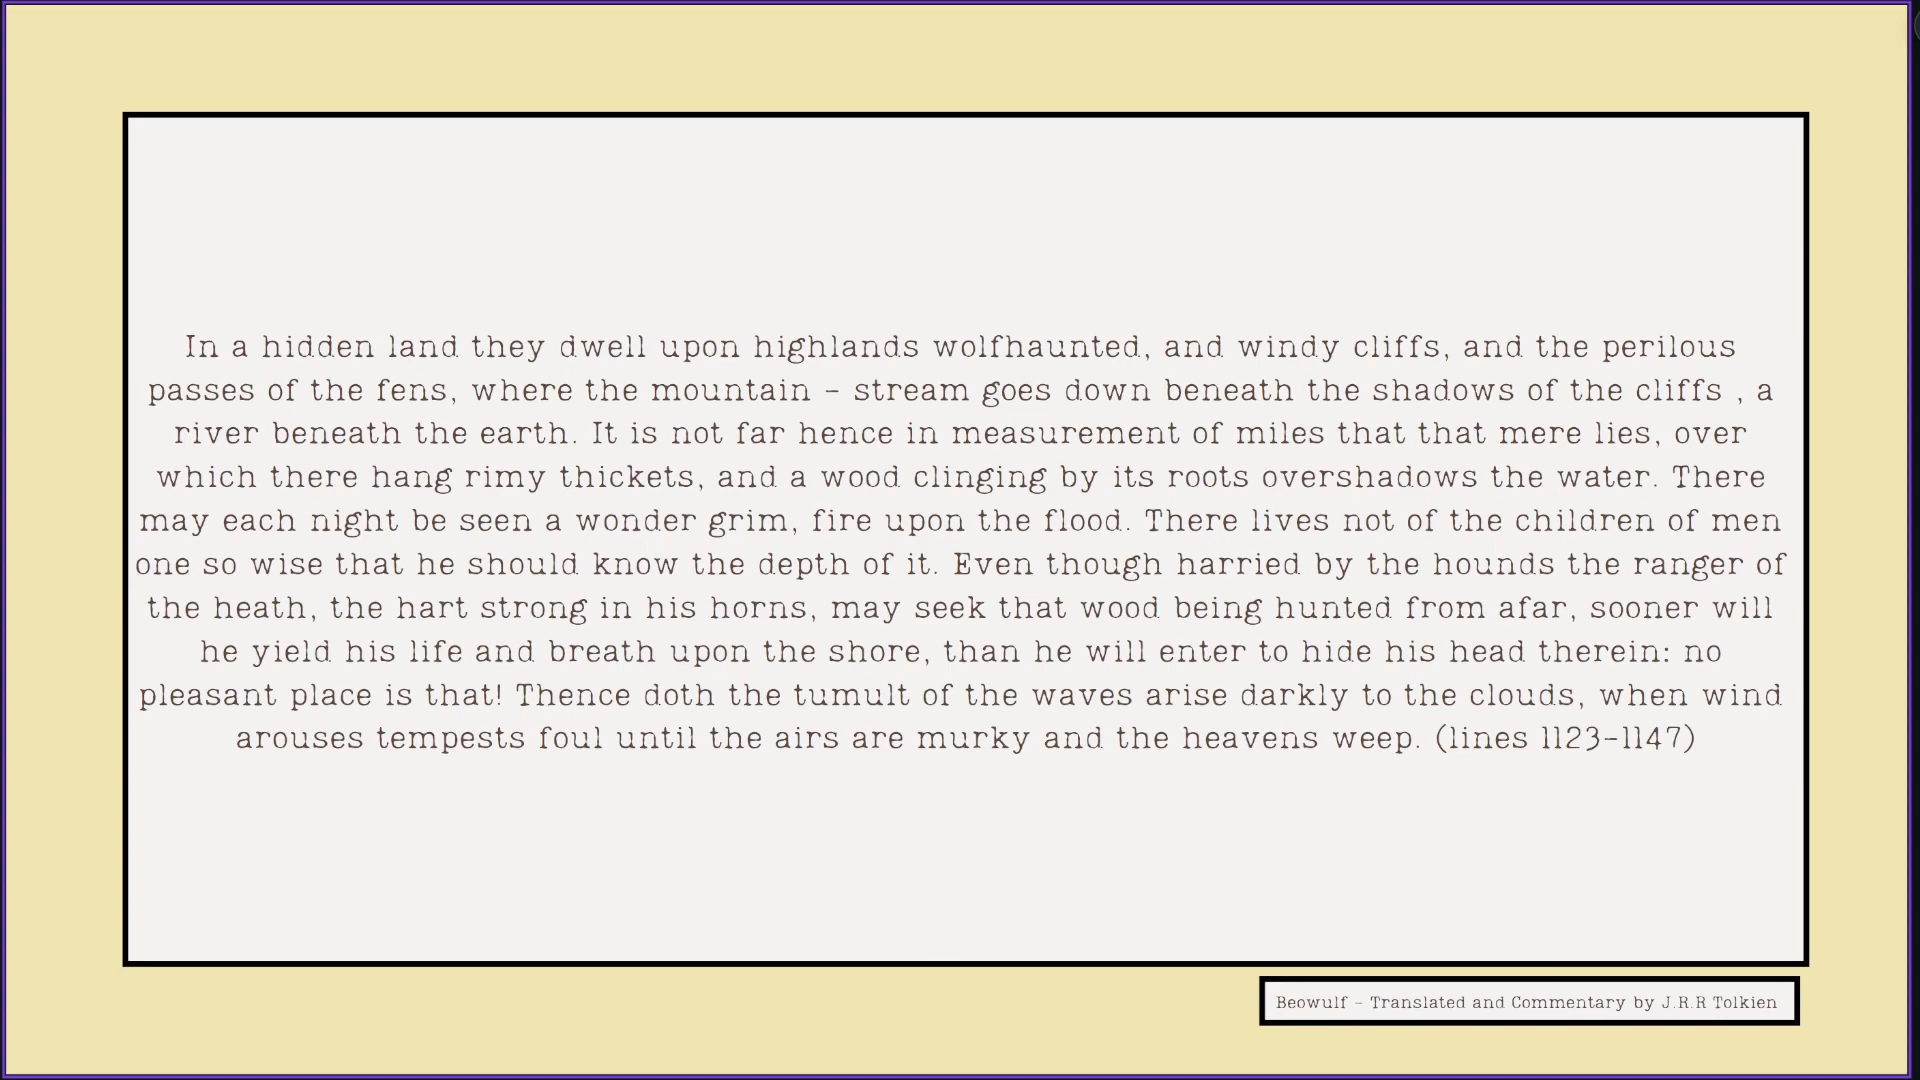 In a hidden land they dwell upon highlands wolfhaunted, and windy cliffs, and the perilous
passes of the fens, where the mountain - stream goes down beneath the shadows of the cliffs , a
river beneath the earth. It is not far hence in measurement of miles that that mere lies, over
which there hang rimy thickets, and a wood clinging by its roots overshadows the water. There
may each night be seen a wonder grim, fire upon the flood. There lives not of the children of men
one so wise that he should know the depth of it. Even though harried by the hounds the ranger of
the heath, the hart strong in his horns, may seek that wood being hunted from afar, sooner will
he yield his life and breath upon the shore, than he will enter to hide his head therein: no
pleasant place is that! Thence doth the tumult of the waves arise darkly to the clouds, when wind
arouses tempests foul until the airs are murky and the heavens weep. (lines 1123-1147)
Beowulf - Translated and Commentary by J.R.R Tolkien